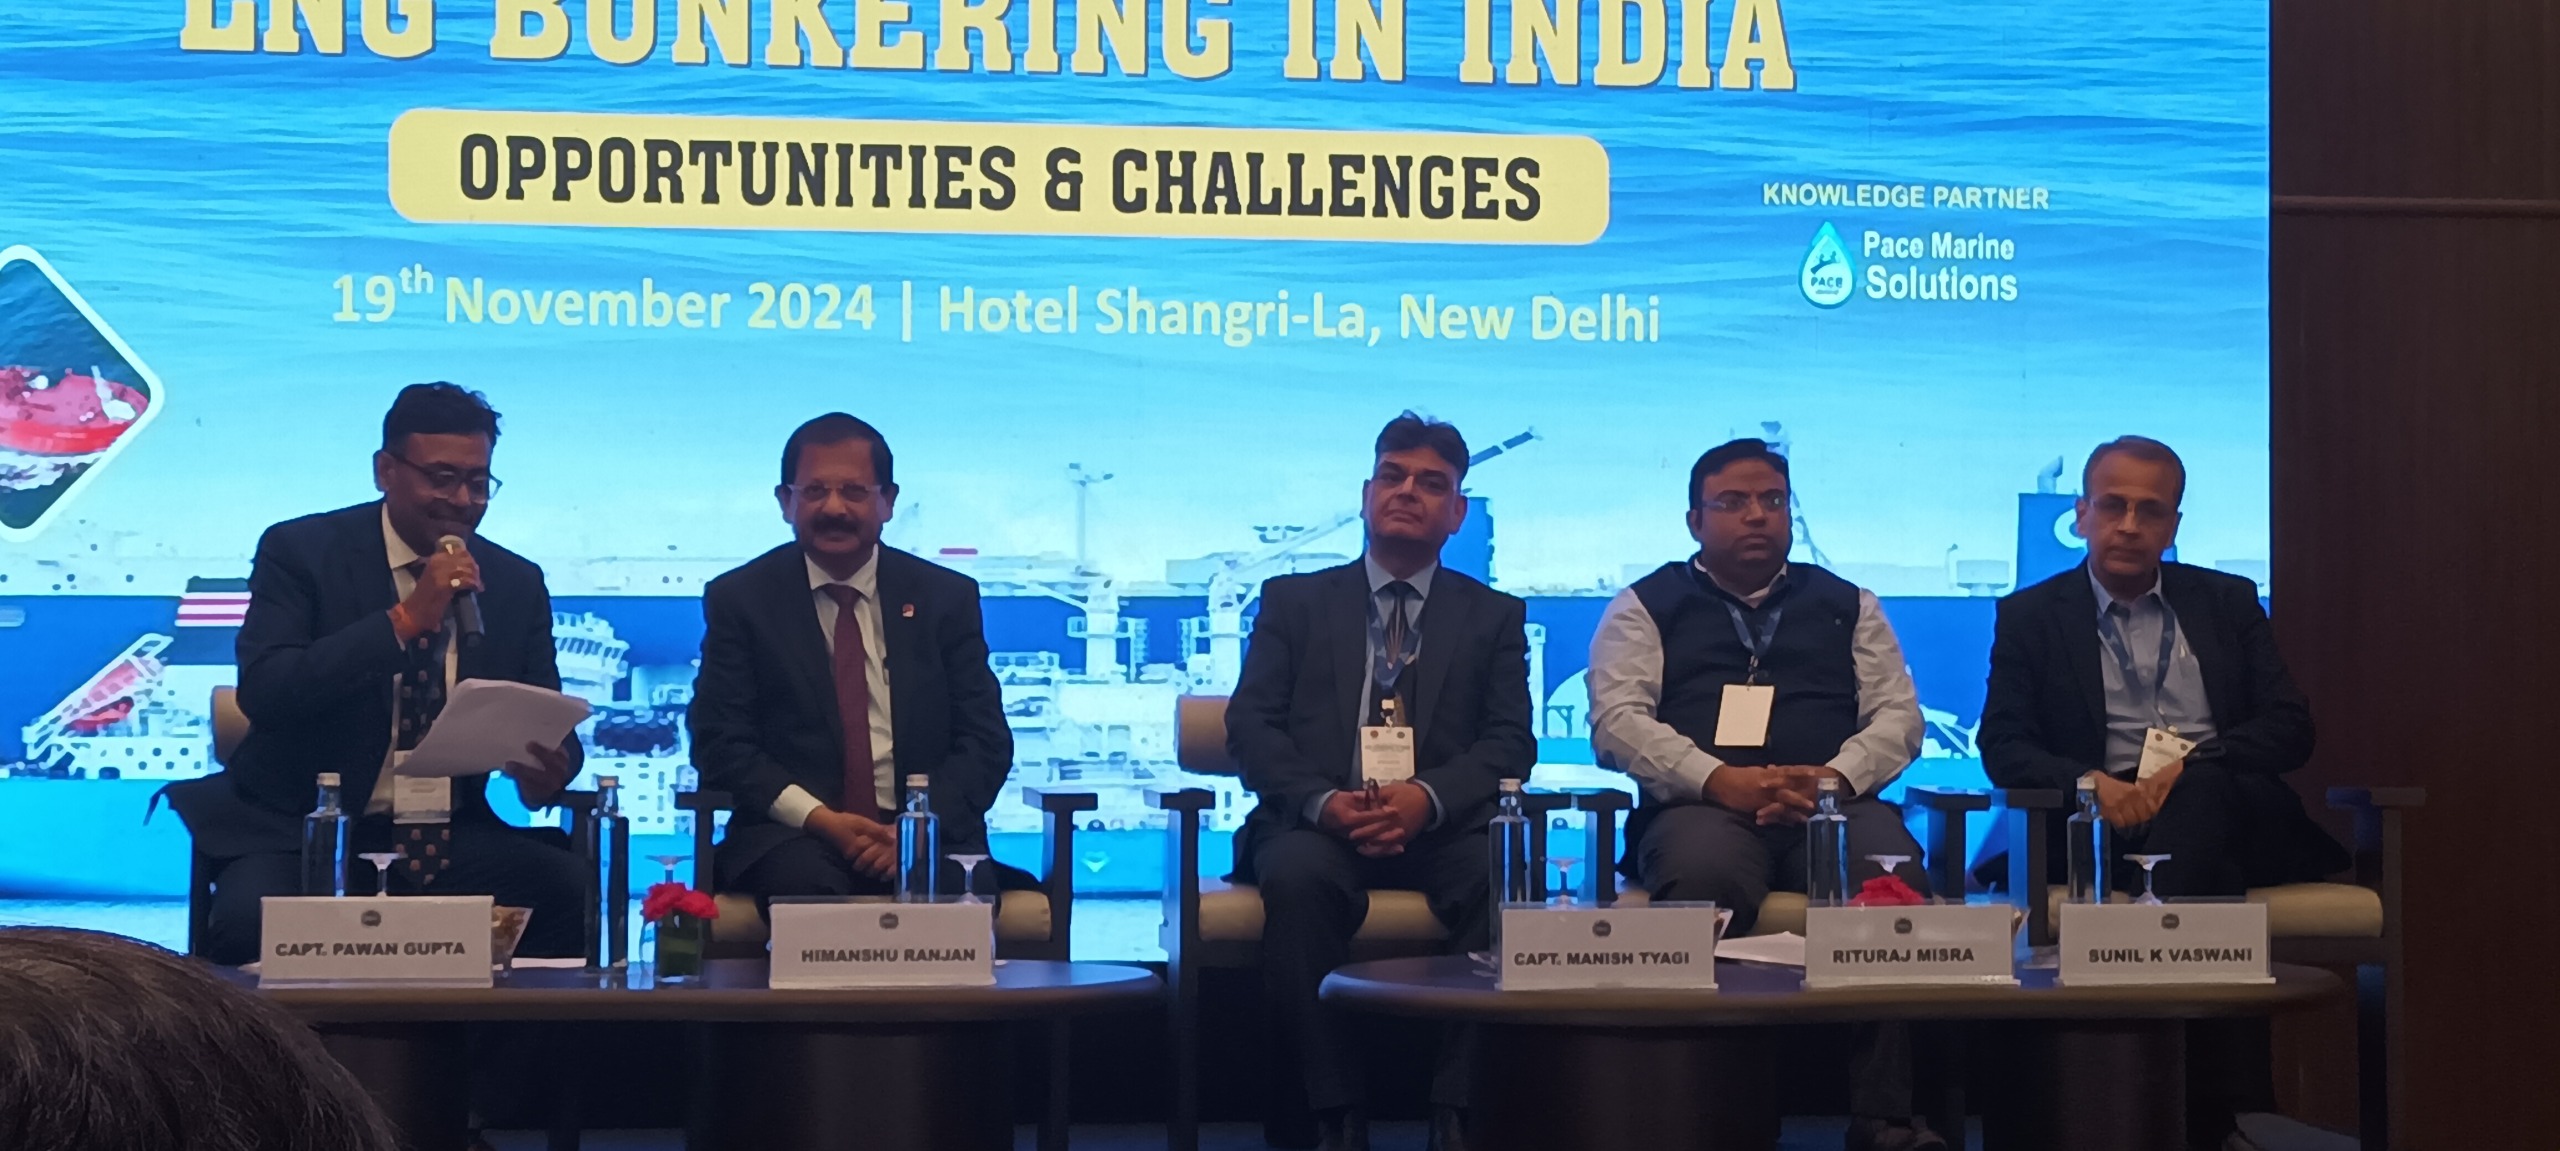 LNG BUNKERING IN INDIA
OPPORTUNITIES & CHALLENGES
19th November 2024 | Hotel Shangri-La, New Delhi
KNOWLEDGE PARTNER
PACE
Pace Marine
Solutions
CAPT. PAWAN GUPTA
HIMANSHU RANJAN
CAPT. MANISH TYAGI
RITURAJ MISRA
SUNIL K VASWANI